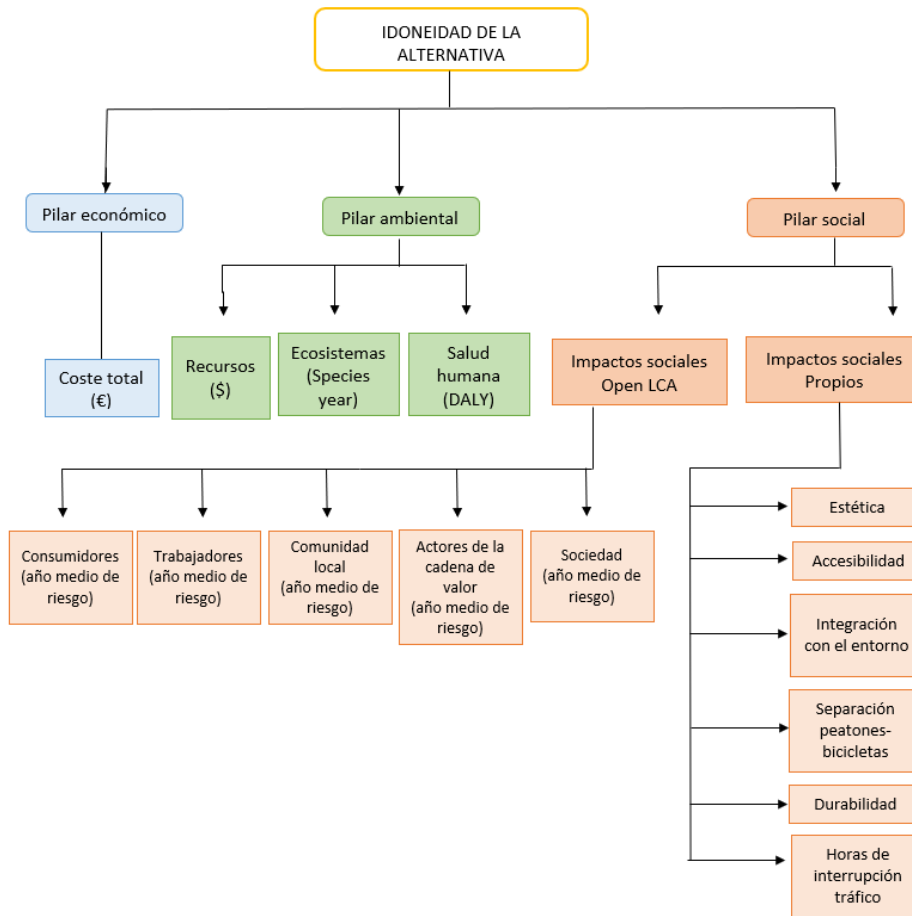 IDONEIDAD DE LA
ALTERNATIVA
Pilar económico
Pilar ambiental
Pilar social
Coste total
(€)
Recursos
($)
Ecosistemas
(Species
year)
Salud
humana
(DALY)
Impactos sociales
Open LCA
Impactos sociales
Propios
Consumidores
(año medio de
riesgo)
Trabajadores
(año medio de
riesgo)
Comunidad
local
(año medio de
riesgo)
Actores de la
cadena de
valor
(año medio de
riesgo)
Sociedad
(año medio de
riesgo)
Estética
Accesibilidad
Integración
con el entorno
Separación
peatones-
bicicletas
Durabilidad
Horas de
interrupción
tráfico